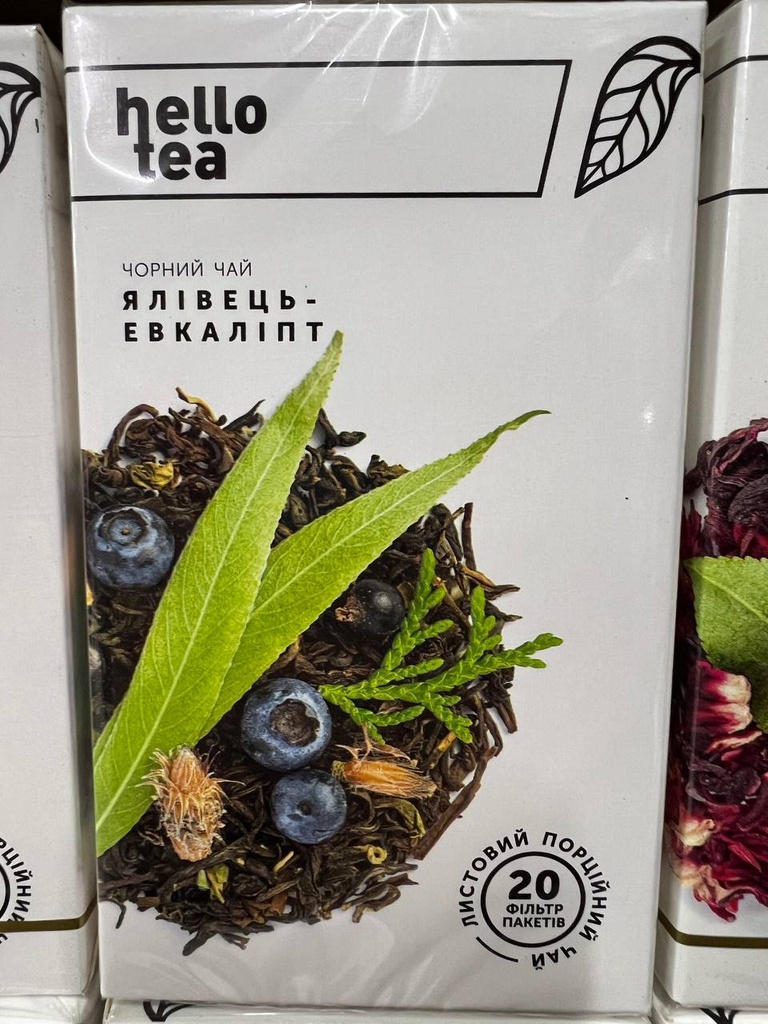 hello
tea
ЧОРНИЙ ЧАЙ
ЯЛІВЕЦЬ-
ЕВКАЛІПТ
ЛИСТОВИЙ ПОРЦІЙНИЙ ЧАЙ
20
ФІЛЬТР
ПАКЕТІВ